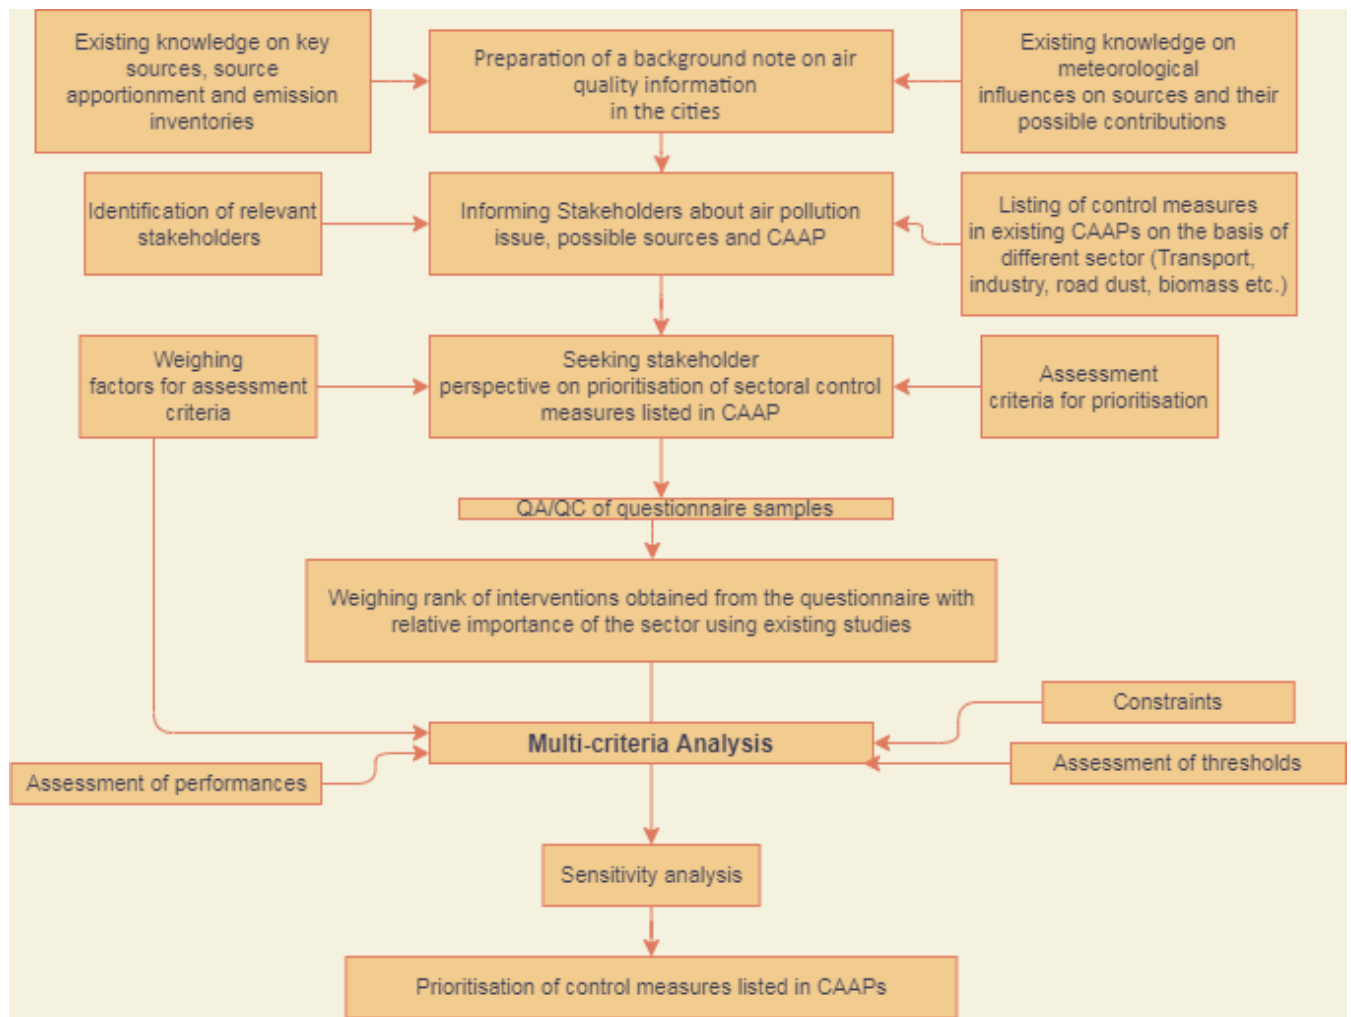 Existing knowledge on key
sources, source
apportionment and emission
inventories
Preparation of a background note on air
quality information
in the cities
Existing knowledge on
meteorological
influences on sources and their
possible contributions
Identification of relevant
stakeholders
Informing Stakeholders about air pollution
issue, possible sources and CAAP
Listing of control measures
in existing CAAPs on the basis of
different sector (Transport,
industry, road dust, biomass etc.)
Weighing
factors for assessment
criteria
Seeking stakeholder
perspective on prioritisation of sectoral control
measures listed in CAAP
Assessment
criteria for prioritisation
QA/QC of questionnaire samples
Weighing rank of interventions obtained from the questionnaire with
relative importance of the sector using existing studies
Constraints
Multi-criteria Analysis
Assessment of thresholds
Assessment of performances
Sensitivity analysis
Prioritisation of control measures listed in CAAPs